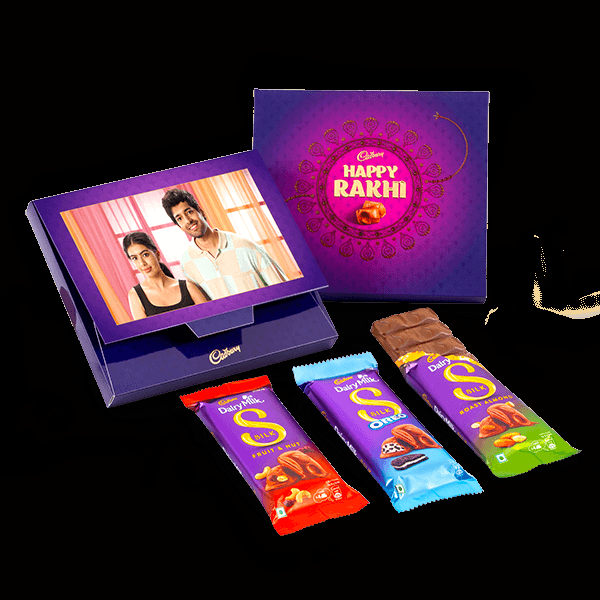 Cadbury
HAPPY
RAKHI
Cadbury
Cadbury
Dairy Milk
S
SILK
FRUIT & NUT
Cadbury
Dairy Milk
S
SILK
OREO
Cadbury
Dairy Milk
S
SILK
ROAST ALMOND